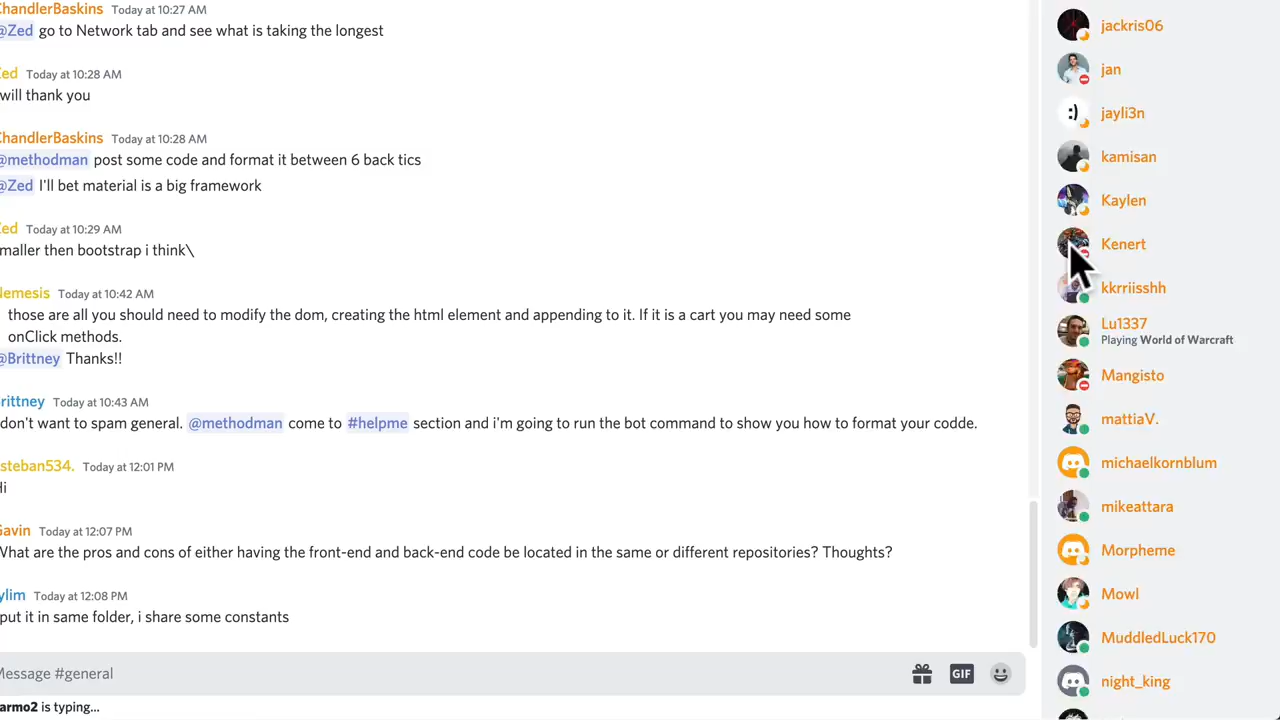 ChandlerBaskins Today at 10:27 AM
@Zed go to Network tab and see what is taking the longest
Zed Today at 10:28 AM
will thank you
ChandlerBaskins Today at 10:28 AM
@methodman post some code and format it between 6 back tics
@Zed I'll bet material is a big framework
Zed Today at 10:29 AM
maller then bootstrap i think\
Nemesis Today at 10:42 AM
those are all you should need to modify the dom, creating the html element and appending to it. If it is a cart you may need some
onClick methods.
@Brittney Thanks!!
rittney Today at 10:43 AM
don't want to spam general. @methodman come to #helpme section and i'm going to run the bot command to show you how to format your codde.
steban534. Today at 12:01 PM
Hi
Gavin Today at 12:07 PM
What are the pros and cons of either having the front-end and back-end code be located in the same or different repositories? Thoughts?
ylim Today at 12:08 PM
put it in same folder, i share some constants
Message #general
GIF
armo2 is typing...
jackris06
jan
:)
jayli3n
kamisan
Kaylen
Kenert
kkrriisshh
Lu1337
Playing World of Warcraft
Mangisto
mattiaV.
michaelkornblum
mikeattara
Morpheme
Mowl
MuddledLuck170
night_king